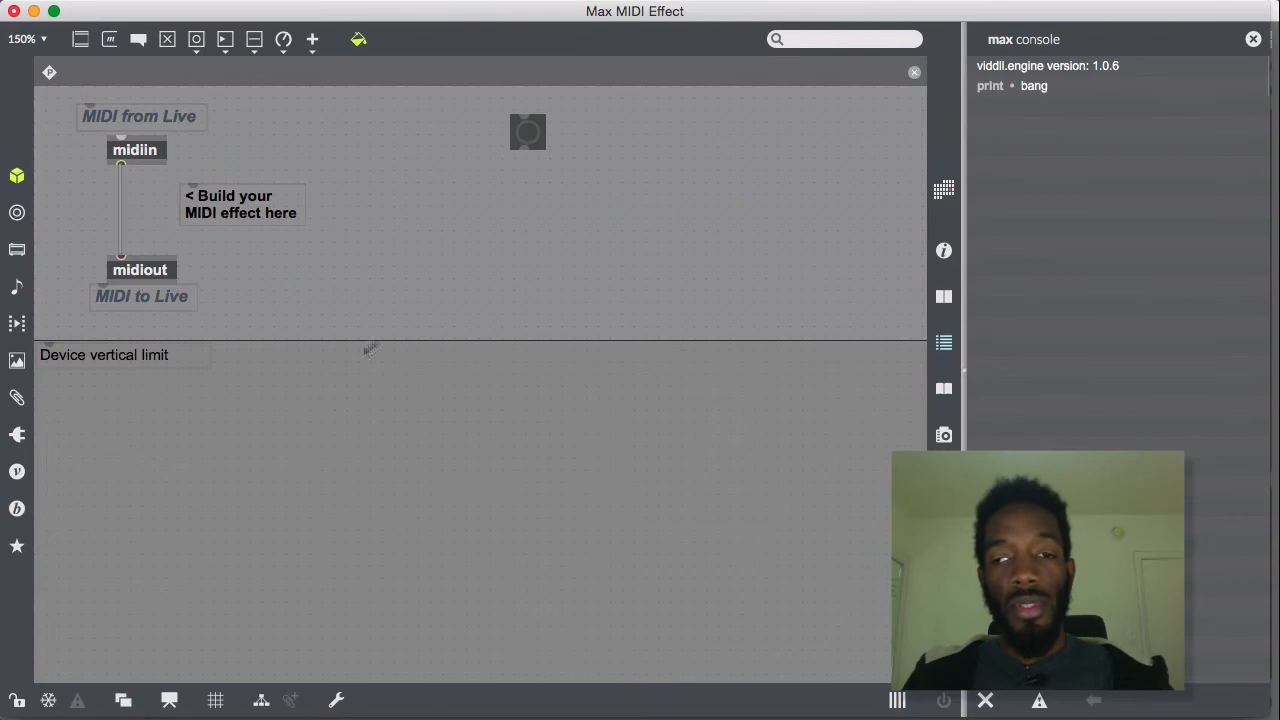 Max MIDI Effect
150%
max console
viddll.engine version: 1.0.6
print • bang
MIDI from Live
midiin
< Build your
MIDI effect here
midiout
MIDI to Live
Device vertical limit